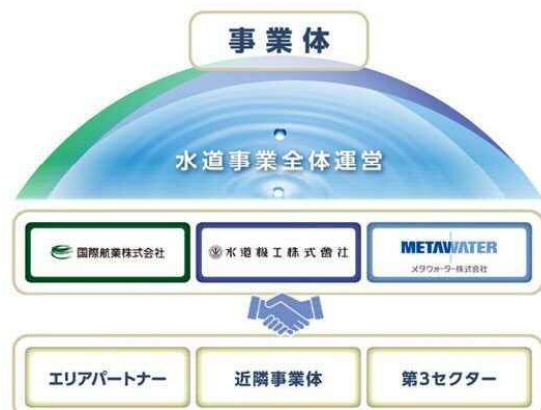 事業体
水道事業全体運営
国際航業株式会社
水道機工株式會社
METAWATER
メタウォーター株式会社
エリアパートナー
近隣事業体
第3セクター